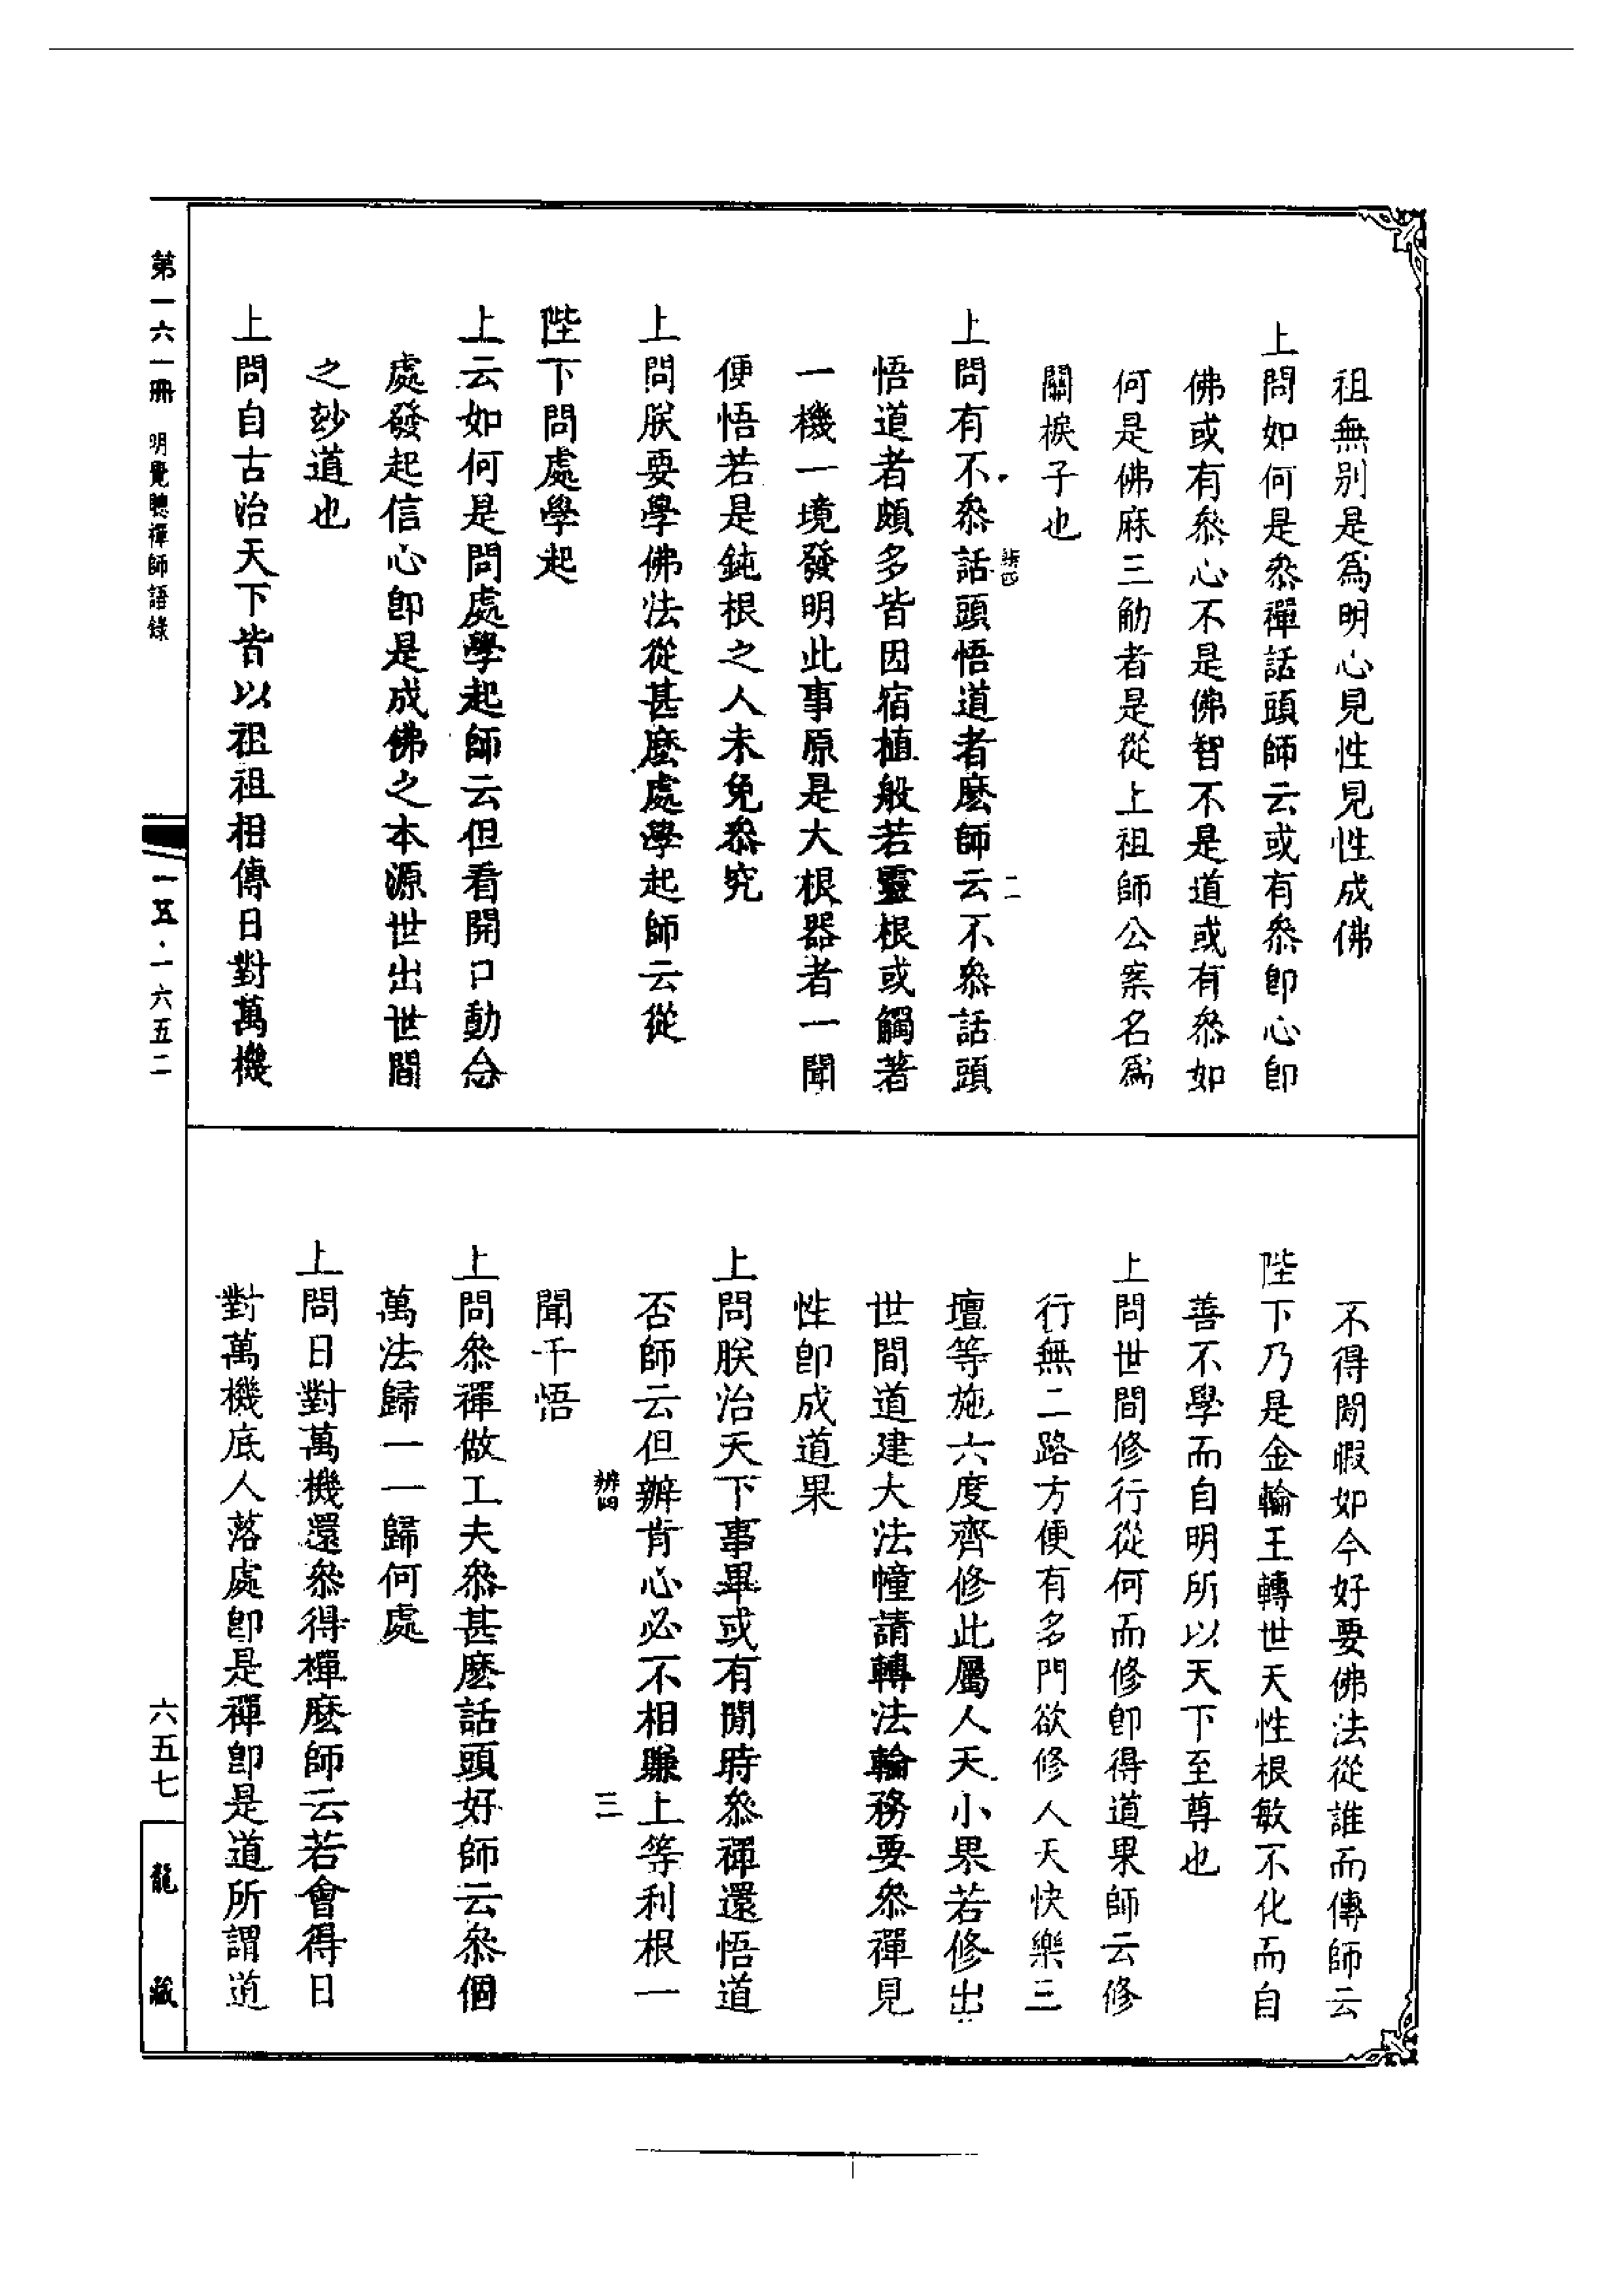 祖無別是爲明心見性見性成佛
上問如何是叅禪話頭師云或有叅卽心卽
佛或有叅心不是佛智不是道或有叅如
何是佛麻三觔者是從上祖師公案名爲
關棙子也
辨四 二
上問有不叅話頭悟道者麽師云不叅話頭
悟道者頗多皆因宿植般若靈根或觸著
一機一境發明此事原是大根器者一聞
便悟若是鈍根之人未免叅究
上問朕要學佛法從甚麽處學起師云從
陛下問處學起
上云如何是問處學起師云但看開口動念
處發起信心卽是成佛之本源世出世間
之玅道也
上問自古治天下皆以祖祖相傳日對萬機
不得閒暇如今好要佛法從誰而傳師云
陛下乃是金輪王轉世天性根敏不化而自
善不學而自明所以天下至尊也
上問世間修行從何而修卽得道果師云修
行無二路方便有多門欲修人天快樂三
壇等施六度齊修此屬人天小果若修出
世間道建大法幢請轉法輪務要叅禪見
性卽成道果
上問朕治天下事畢或有閒時叅禪還悟道
否師云但辦肯心必不相賺上等利根一
辨四 三
聞千悟
上問叅禪做工夫叅甚麽話頭好師云叅個
萬法歸一一歸何處
上問日對萬機還叅得禪麽師云若會得日
對萬機底人落處卽是禪卽是道所謂道
第一六一冊 明覺聰禪師語錄
一五·一六五二
六五七
龍藏